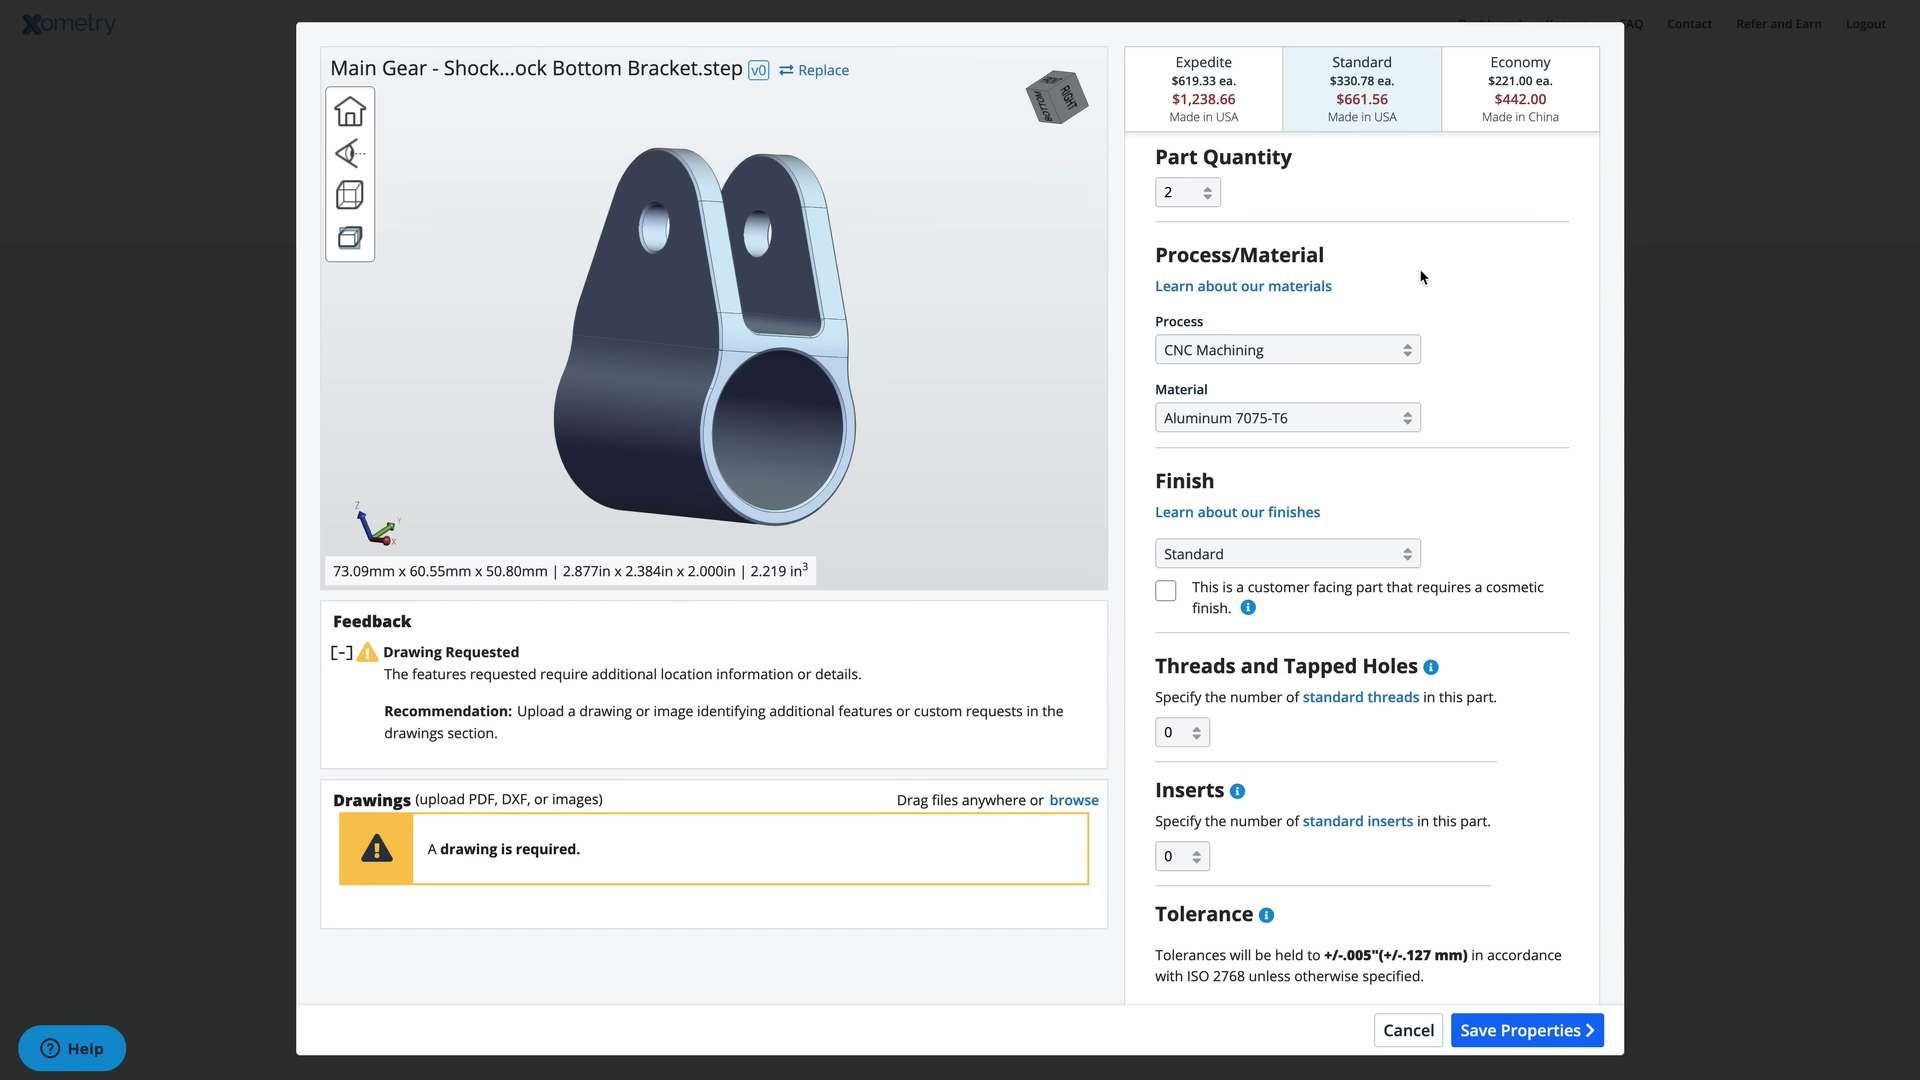 Xometry
FAQ
Contact
Refer and Earn
Logout
Main Gear - Shock...ock Bottom Bracket.step v0 Replace
BOTTOM
RIGHT
Expedite
$619.33 ea.
$1,238.66
Made in USA
Standard
$330.78 ea.
$661.56
Made in USA
Economy
$221.00 ea.
$442.00
Made in China
Part Quantity
2
Process/Material
Learn about our materials
Process
CNC Machining
Material
Aluminum 7075-T6
Finish
Learn about our finishes
Standard
This is a customer facing part that requires a cosmetic
finish.
Threads and Tapped Holes
Specify the number of standard threads in this part.
0
Inserts
Specify the number of standard inserts in this part.
0
Tolerance
Tolerances will be held to +/-.005"(+/-.127 mm) in accordance
with ISO 2768 unless otherwise specified.
Z
Y
X
73.09mm x 60.55mm x 50.80mm | 2.877in x 2.384in x 2.000in | 2.219 in³
Feedback
[-] Drawing Requested
The features requested require additional location information or details.
Recommendation: Upload a drawing or image identifying additional features or custom requests in the
drawings section.
Drawings (upload PDF, DXF, or images)
Drag files anywhere or browse
A drawing is required.
Cancel
Save Properties
Help